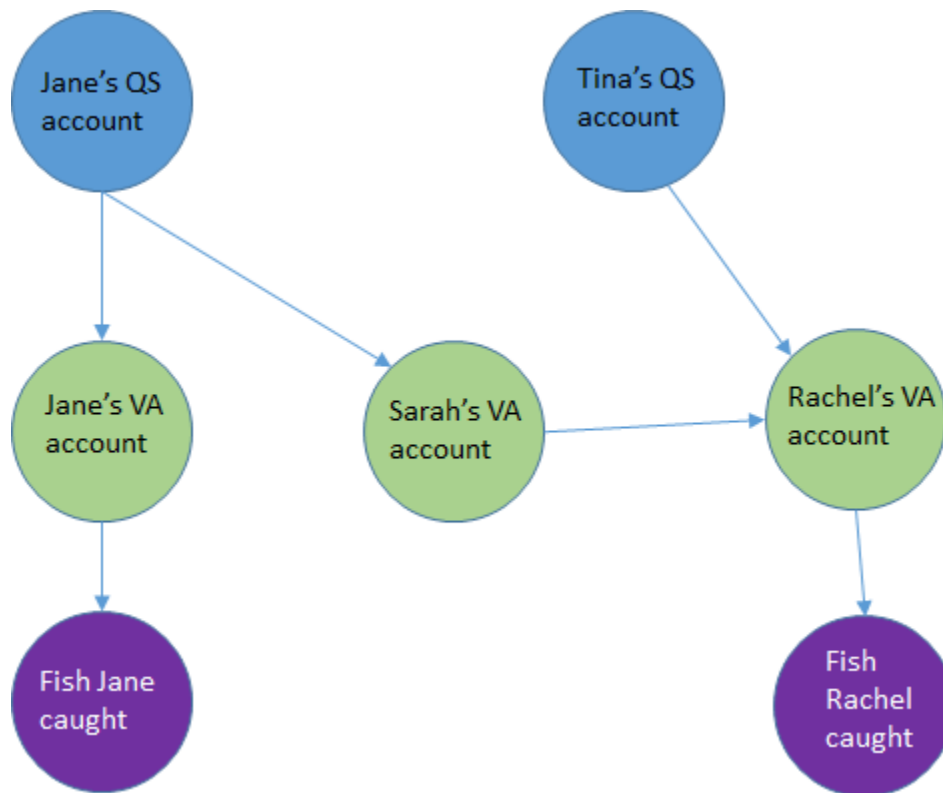 Jane’s QS
account
Tina’s QS
account
Jane’s VA
account
Sarah’s VA
account
Rachel’s VA
account
Fish Jane
caught
Fish
Rachel
caught